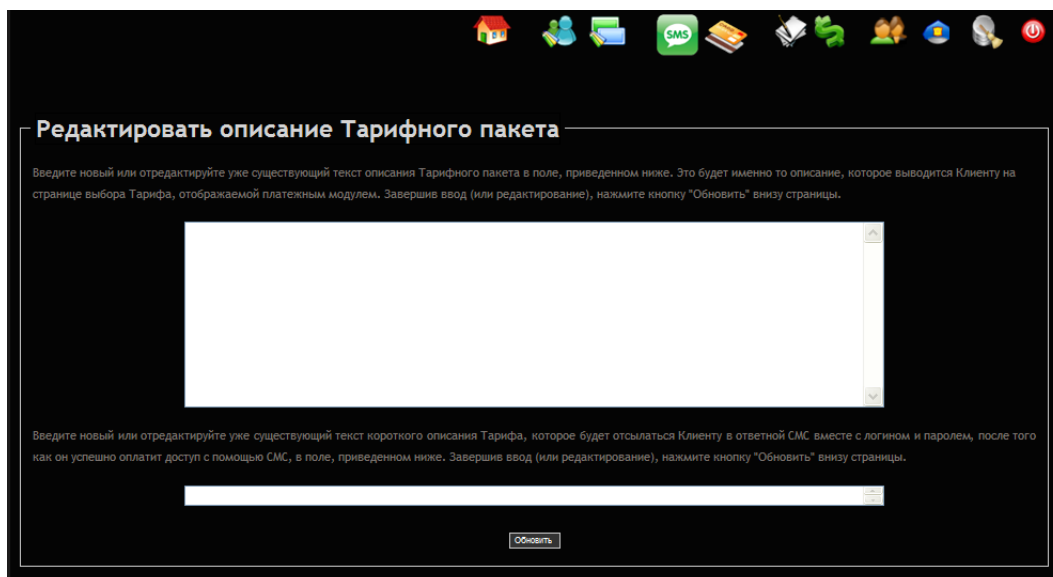 SMS
Редактировать описание Тарифного пакета
Введите новый или отредактируйте уже существующий текст описания Тарифного пакета в поле, приведенном ниже. Это будет именно то описание, которое выводится Клиенту на
странице выбора Тарифа, отображаемой платежным модулем. Завершив ввод (или редактирование), нажмите кнопку "Обновить" внизу страницы.
Введите новый или отредактируйте уже существующий текст короткого описания Тарифа, которое будет отсылаться Клиенту в ответной СМС вместе с логином и паролем, после того
как он успешно оплатит доступ с помощью СМС, в поле, приведенном ниже. Завершив ввод (или редактирование), нажмите кнопку "Обновить" внизу страницы.
Обновить